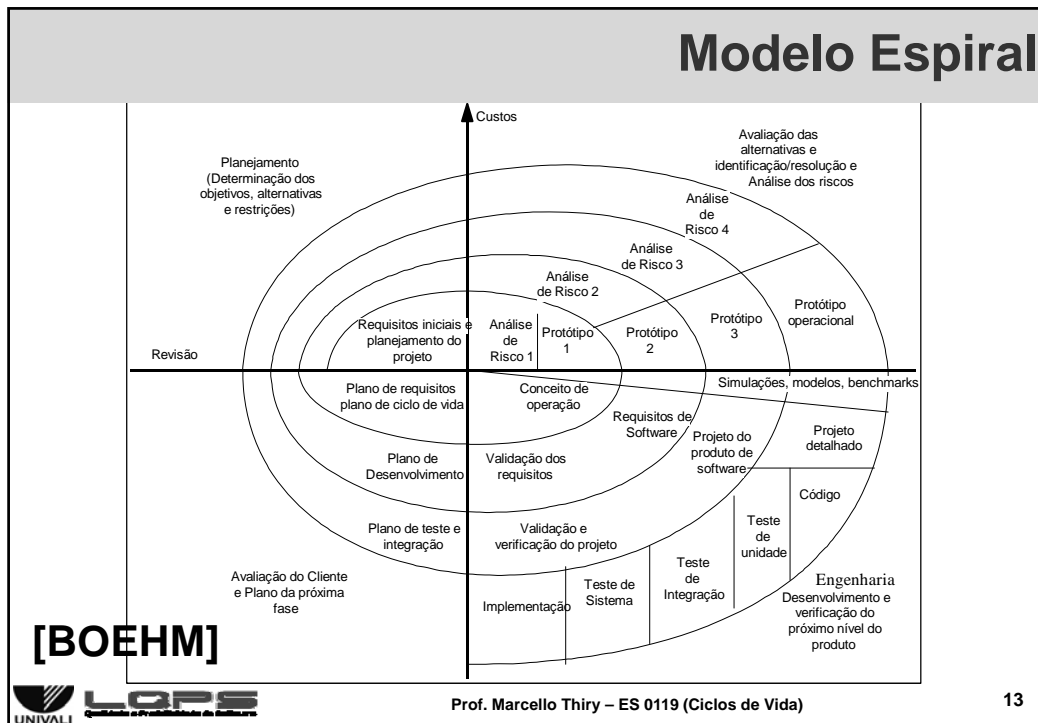 Modelo Espiral
Custos
Planejamento
(Determinação dos
objetivos, alternativas
e restrições)
Avaliação das
alternativas e
identificação/resolução e
Análise dos riscos
Análise
de
Risco 4
Análise
de Risco 3
Análise
de Risco 2
Requisitos iniciais e
planejamento do
projeto
Análise
de
Risco 1
Protótipo
1
Protótipo
2
Protótipo
3
Protótipo
operacional
Revisão
Simulações, modelos, benchmarks
Plano de requisitos
plano de ciclo de vida
Conceito de
operação
Requisitos de
Software
Projeto do
produto de
software
Projeto
detalhado
Plano de
Desenvolvimento
Validação dos
requisitos
Código
Plano de teste e
integração
Validação e
verificação do projeto
Teste
de
unidade
Teste
de
Integração
Teste de
Sistema
Implementação
Avaliação do Cliente
e Plano da próxima
fase
Engenharia
Desenvolvimento e
verificação do
próximo nível do
produto
[BOEHM]
UNIVALI
LQPS
Qualidade e Produtividade de Software
Prof. Marcello Thiry – ES 0119 (Ciclos de Vida)
13